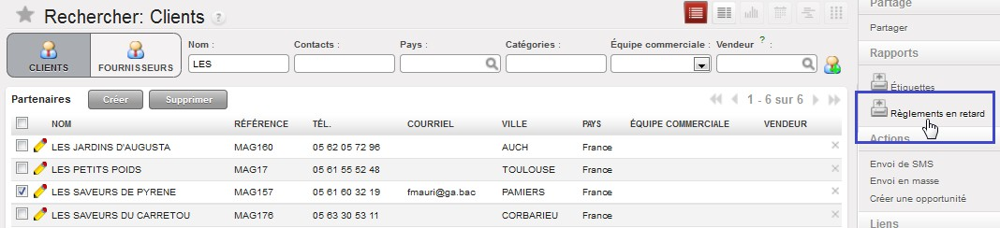 Rechercher: Clients ?
CLIENTS
FOURNISSEURS
Nom :
Contacts :
Pays :
Catégories :
Équipe commerciale :
Vendeur ? :
LES
Partenaires
Créer
Supprimer
1 - 6 sur 6
NOM RÉFÉRENCE TÉL. COURRIEL VILLE PAYS ÉQUIPE COMMERCIALE VENDEUR
LES JARDINS D'AUGUSTA MAG160 05 62 05 72 96 AUCH France
LES PETITS POIDS MAG17 05 61 55 52 48 TOULOUSE France
LES SAVEURS DE PYRENE MAG157 05 61 60 32 19 fmauri@ga.bac PAMIERS France
LES SAVEURS DU CARRETOU MAG176 05 63 30 53 11 CORBARIEU France
Partage
Partager
Rapports
Étiquettes
Règlements en retard
Actions
Envoi de SMS
Envoi en masse
Créer une opportunité
Liens